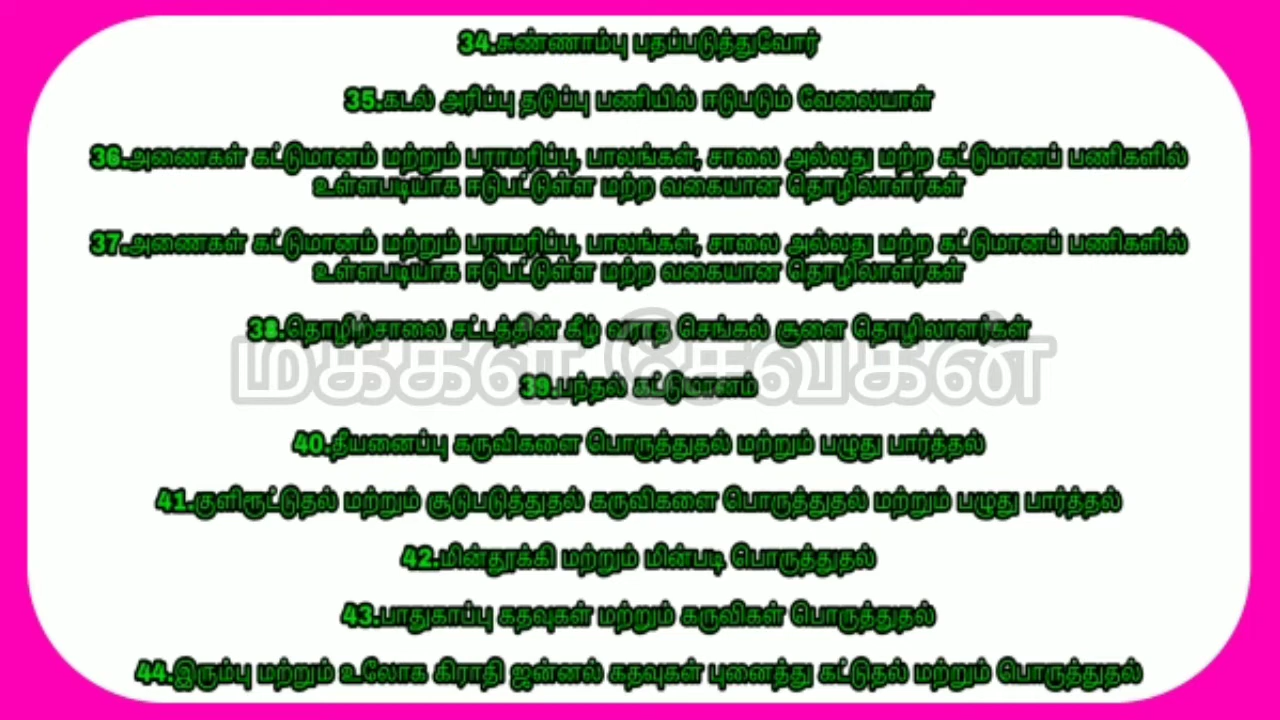 34.சுண்ணாம்பு பதப்படுத்துவோர்
35.கடல் அரிப்பு தடுப்பு பணியில் ஈடுபடும் வேலையாள்
36.அணைகள் கட்டுமானம் மற்றும் பராமரிப்பு, பாலங்கள், சாலை அல்லது மற்ற கட்டுமானப் பணிகளில்
உள்ளபடியாக ஈடுபட்டுள்ள மற்ற வகையான தொழிலாளர்கள்
37.அணைகள் கட்டுமானம் மற்றும் பராமரிப்பு, பாலங்கள், சாலை அல்லது மற்ற கட்டுமானப் பணிகளில்
உள்ளபடியாக ஈடுபட்டுள்ள மற்ற வகையான தொழிலாளர்கள்
38.தொழிற்சாலை சட்டத்தின் கீழ் வராத செங்கல் சூளை தொழிலாளர்கள்
மக்கள் சேவகன்
39.பந்தல் கட்டுமானம்
40.தீயனைப்பு கருவிகளை பொருத்துதல் மற்றும் பழுது பார்த்தல்
41.குளிரூட்டுதல் மற்றும் சூடுபடுத்துதல் கருவிகளை பொருத்துதல் மற்றும் பழுது பார்த்தல்
42.மின்தூக்கி மற்றும் மின்படி பொருத்துதல்
43.பாதுகாப்பு கதவுகள் மற்றும் கருவிகள் பொருத்துதல்
44.இரும்பு மற்றும் உலோக கிராதி ஜன்னல் கதவுகள் புனைத்து கட்டுதல் மற்றும் பொருத்துதல்